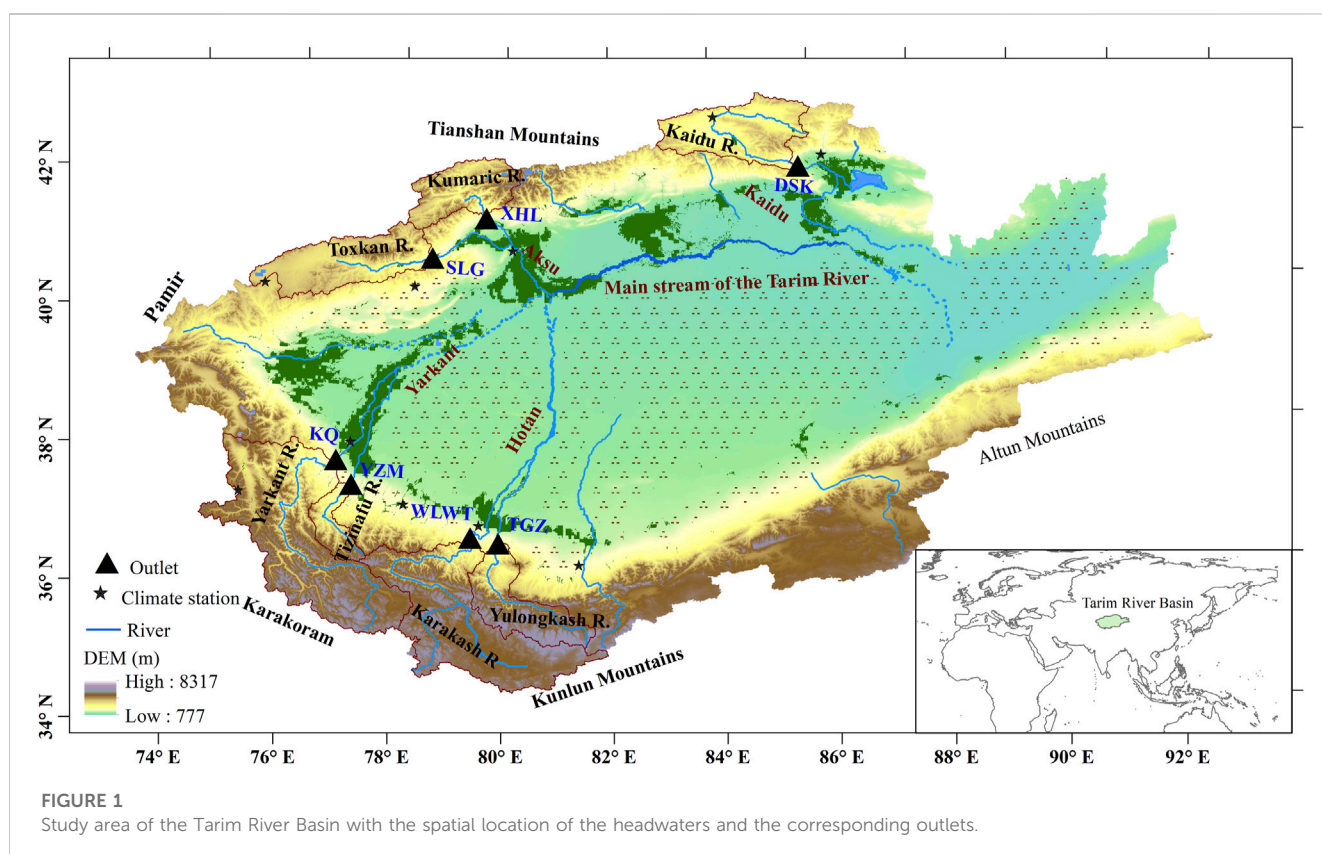 42° N
40° N
38° N
36° N
34° N
Tianshan Mountains
Kaidu R.
Kumaric R.
DSK
XHL
Kaidu
Toxkan R.
SLG
Aksu
Pamir
Main stream of the Tarim River
Yarkant
Hotan
KQ
YZM
Altun Mountains
Yarkant R.
Tizinafu R.
WLWT
TGZ
Outlet
Climate station
River
DEM (m)
High : 8317
Low : 777
Karakoram
Karakash R
Yulongkash R.
Kunlun Mountains
Tarim River Basin
74° E
76° E
78° E
80° E
82° E
84° E
86° E
88° E
90° E
92° E
FIGURE 1
Study area of the Tarim River Basin with the spatial location of the headwaters and the corresponding outlets.